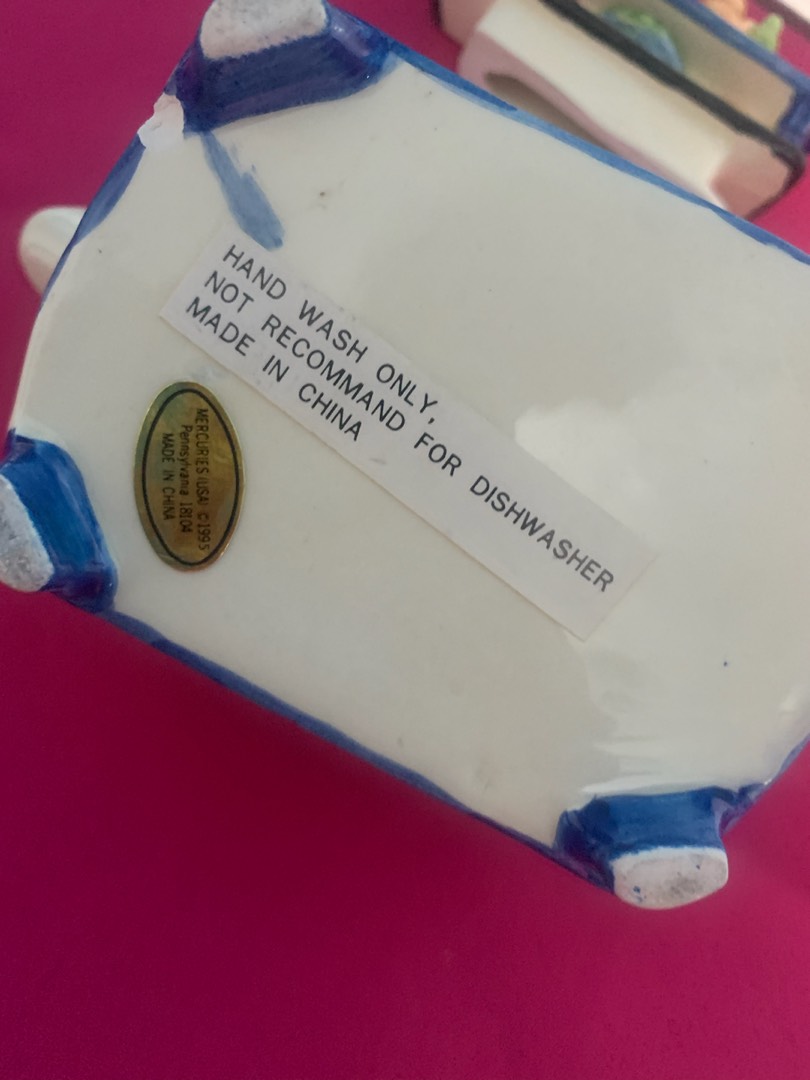 HAND WASH ONLY,
NOT RECOMMAND FOR DISHWASHER
MADE IN CHINA
MERCURIES (USA) © 1995
Pennsylvania 18104
MADE IN CHINA